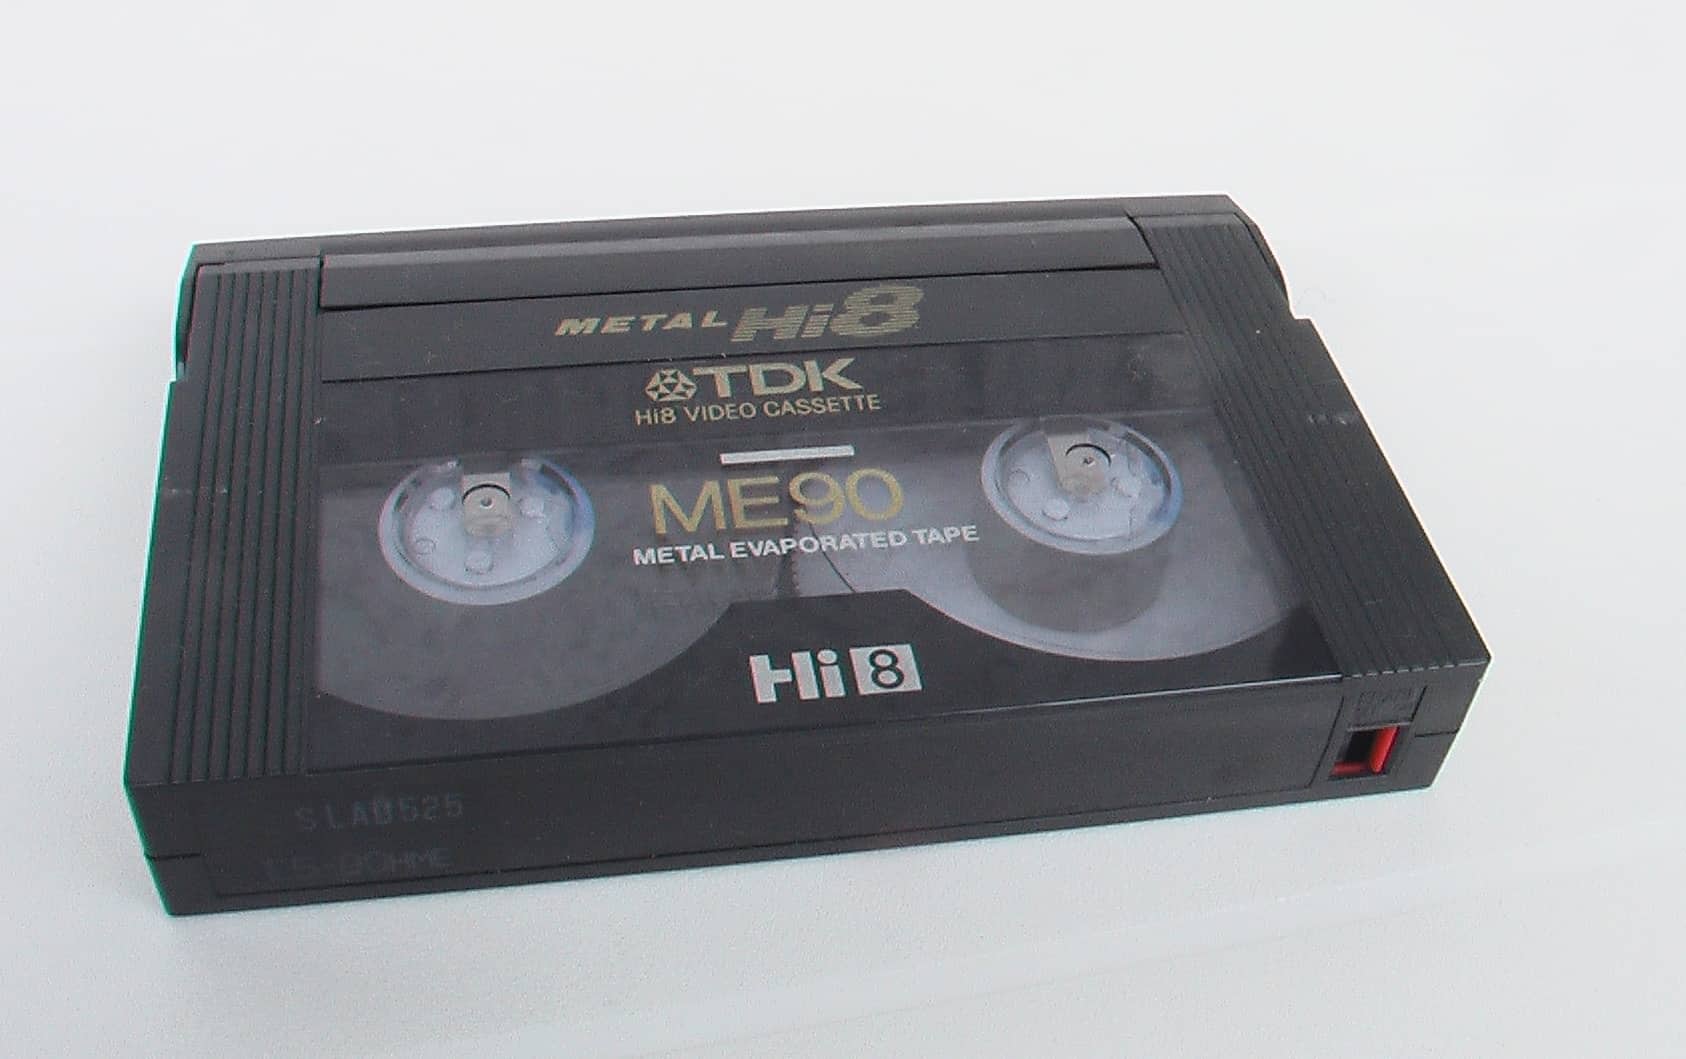 METAL Hi8
TDK
Hi8 VIDEO CASSETTE
ME90
METAL EVAPORATED TAPE
Hi8